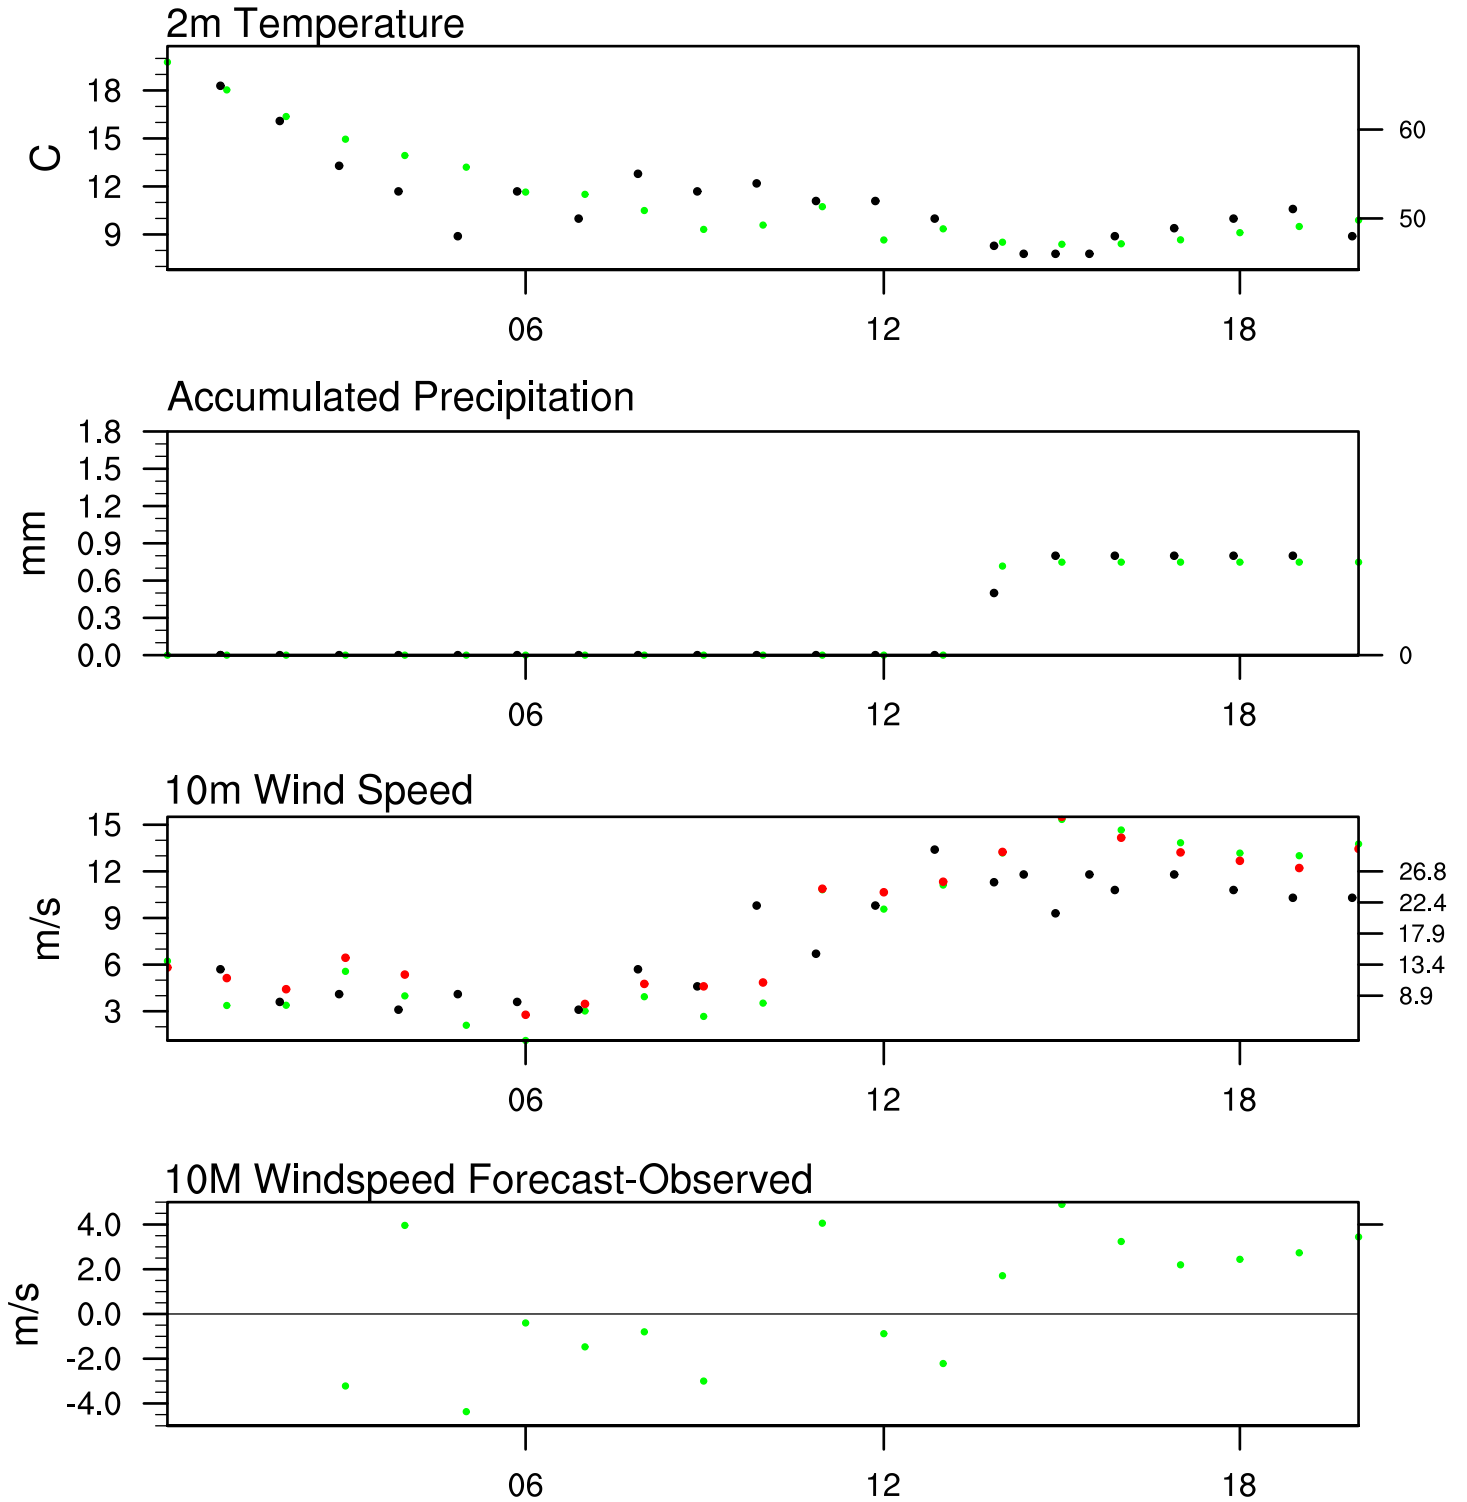 2m Temperature
18
15
12
9
C
60
50
06 12 18
Accumulated Precipitation
1.8
1.5
1.2
0.9
0.6
0.3
0.0
mm
0
06 12 18
10m Wind Speed
15
12
9
6
3
m/s
26.8
22.4
17.9
13.4
8.9
06 12 18
10M Windspeed Forecast-Observed
4.0
2.0
0.0
-2.0
-4.0
m/s
06 12 18